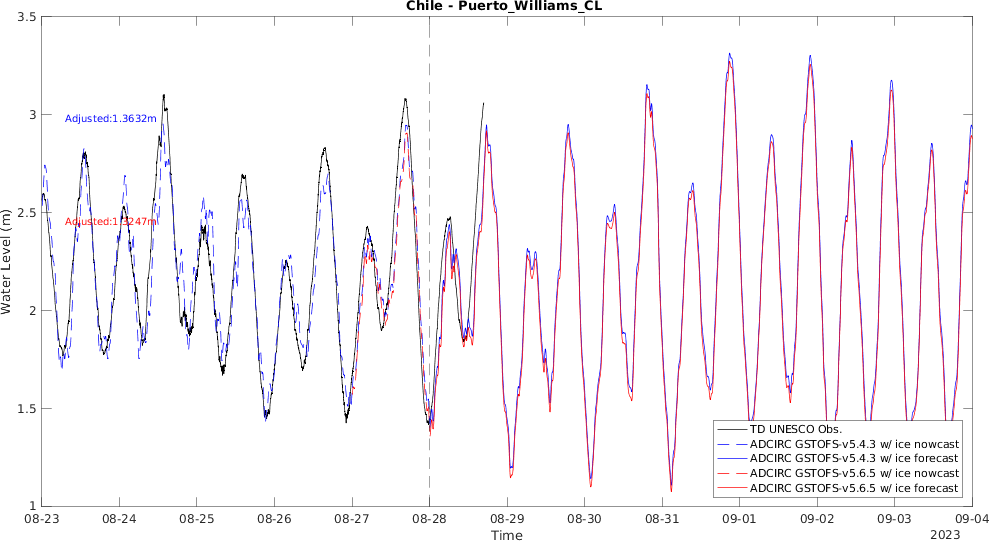 Chile - Puerto_Williams_CL
3.5
3
2.5
2
1.5
1
Water Level (m)
Adjusted:1.3632m
Adjusted:1.3247m
TD UNESCO Obs.
ADCIRC GSTOFS-v5.4.3 w/ ice nowcast
ADCIRC GSTOFS-v5.4.3 w/ ice forecast
ADCIRC GSTOFS-v5.6.5 w/ ice nowcast
ADCIRC GSTOFS-v5.6.5 w/ ice forecast
08-23 08-24 08-25 08-26 08-27 08-28 08-29 08-30 08-31 09-01 09-02 09-03 09-04
Time
2023